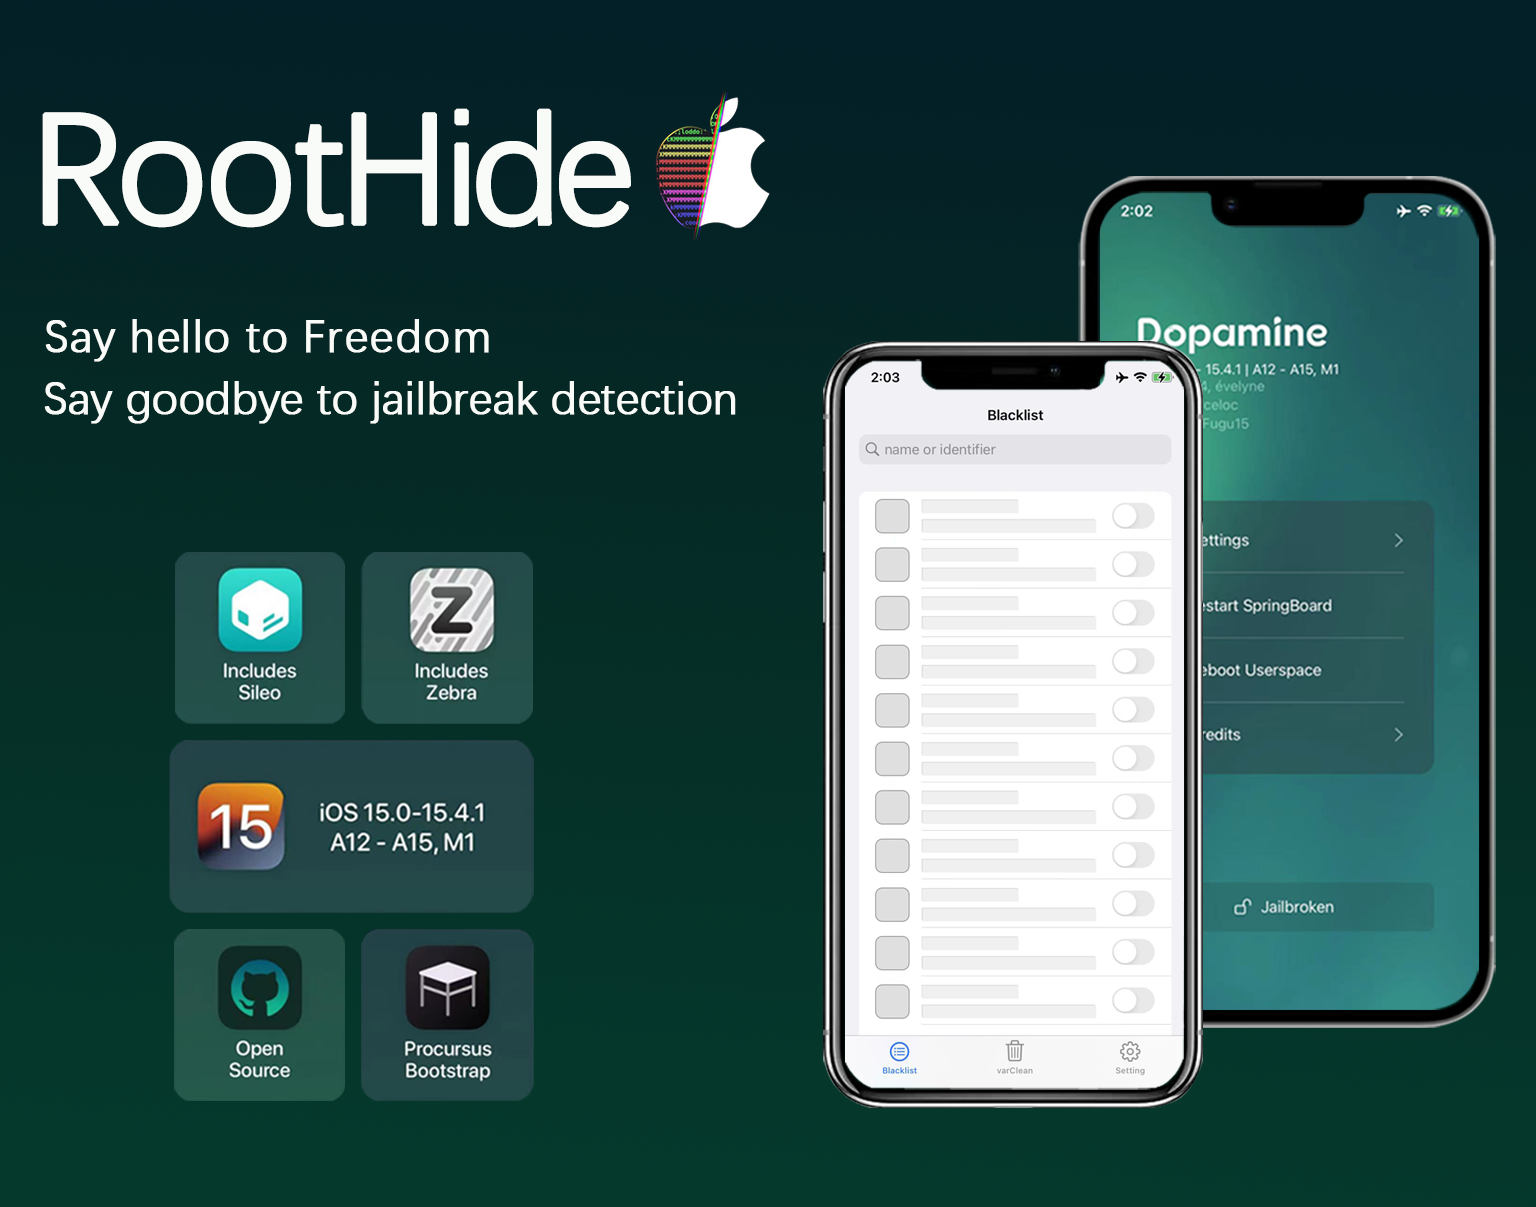 RootHide
Say hello to Freedom
Say goodbye to jailbreak detection
Includes
Sileo
Z
Includes
Zebra
15
iOS 15.0-15.4.1
A12 - A15, M1
Open
Source
Procursus
Bootstrap
2:03
Blacklist
name or identifier
Blacklist
varClean
Setting
2:02
Dopamine
- 15.4.1 | A12 - A15, M1
évelyne
Fugu15
ettings
estart SpringBoard
eboot Userspace
redits
Jailbroken